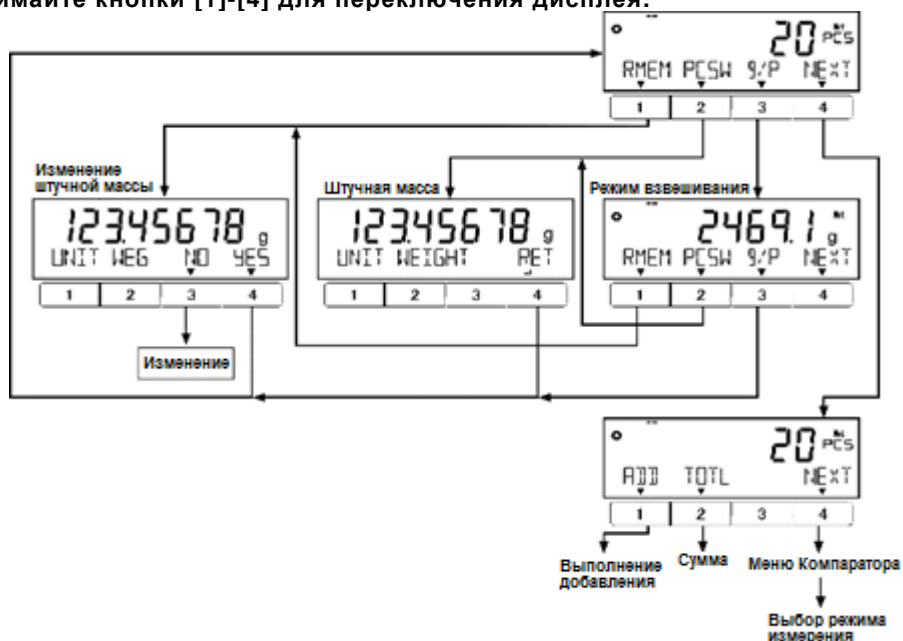 имайте кнопки [1]-[4] для переключения дисплея.
20 PCS
RMEM PCSW g/P NEXT
1 2 3 4
Изменение
штучной массы
Штучная масса
Режим взвешивания
123.45678 g
UNIT WEG NO YES
1 2 3 4
123.45678 g
UNIT WEIGHT RET
1 2 3 4
2469.1 g
RMEM PCSW g/P NEXT
1 2 3 4
Изменение
20 PCS
ADD TOTL NEXT
1 2 3 4
Выполнение
добавления
Сумма
Меню Компаратора
Выбор режима
измерения